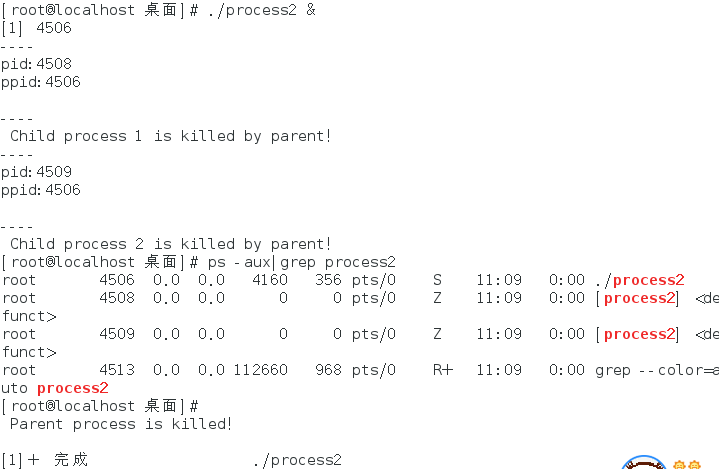 [root@localhost 桌面]# ./process2 &
[1] 4506
----
pid:4508
ppid:4506
----
 Child process 1 is killed by parent!
----
pid:4509
ppid:4506
----
 Child process 2 is killed by parent!
[root@localhost 桌面]# ps -aux|grep process2
root 4506 0.0 0.0 4160 356 pts/0 S 11:09 0:00 ./process2
root 4508 0.0 0.0 0 0 pts/0 Z 11:09 0:00 [process2] <de
funct>
root 4509 0.0 0.0 0 0 pts/0 Z 11:09 0:00 [process2] <de
funct>
root 4513 0.0 0.0 112660 968 pts/0 R+ 11:09 0:00 grep --color=a
uto process2
[root@localhost 桌面]#
 Parent process is killed!
[1]+ 完成 ./process2